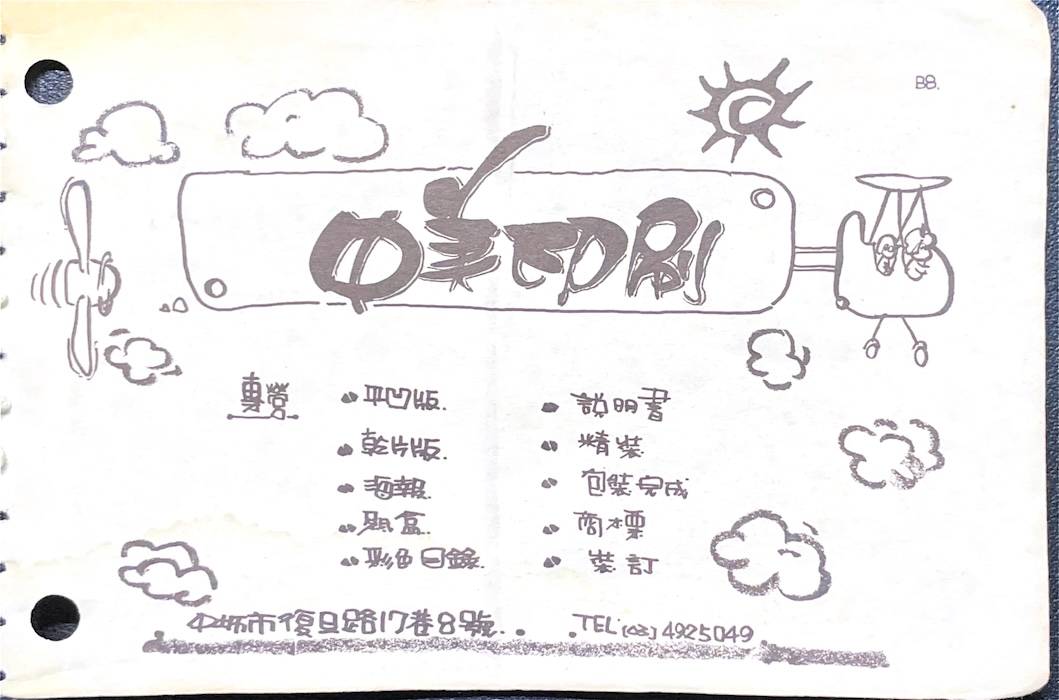 B8.
中美印刷
專營
• 平凹版.
• 乾片版.
• 海報.
• 彩色目錄.
• 說明書
• 精裝.
• 包裝完成
• 商標
• 裝訂
中壢市復旦路17巷8號.
TEL(03)4925049